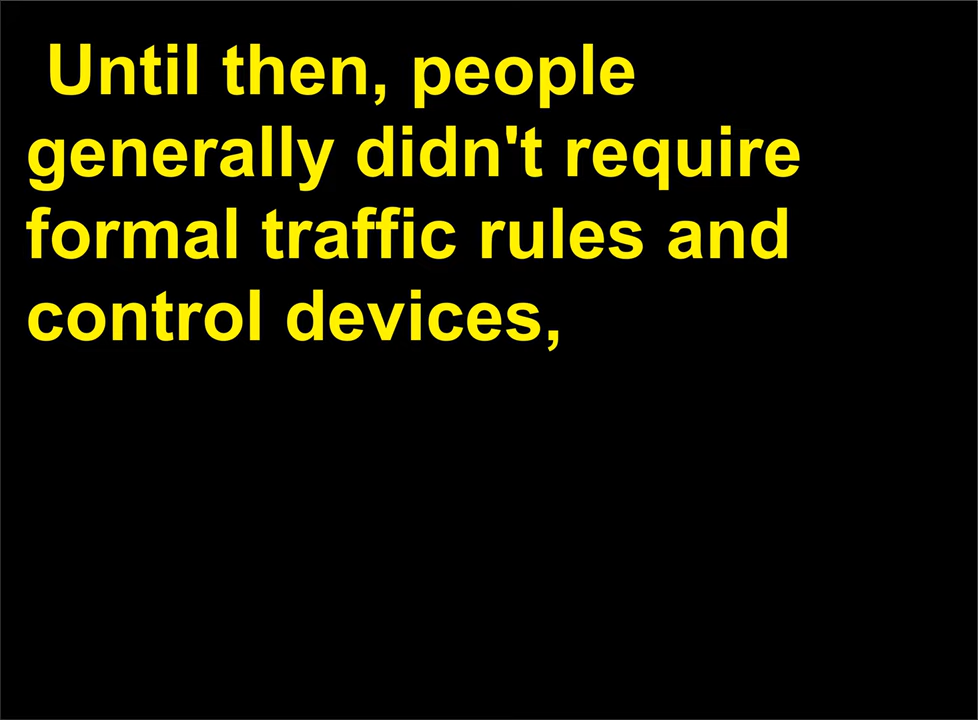 Until then, people
generally didn't require
formal traffic rules and
control devices,